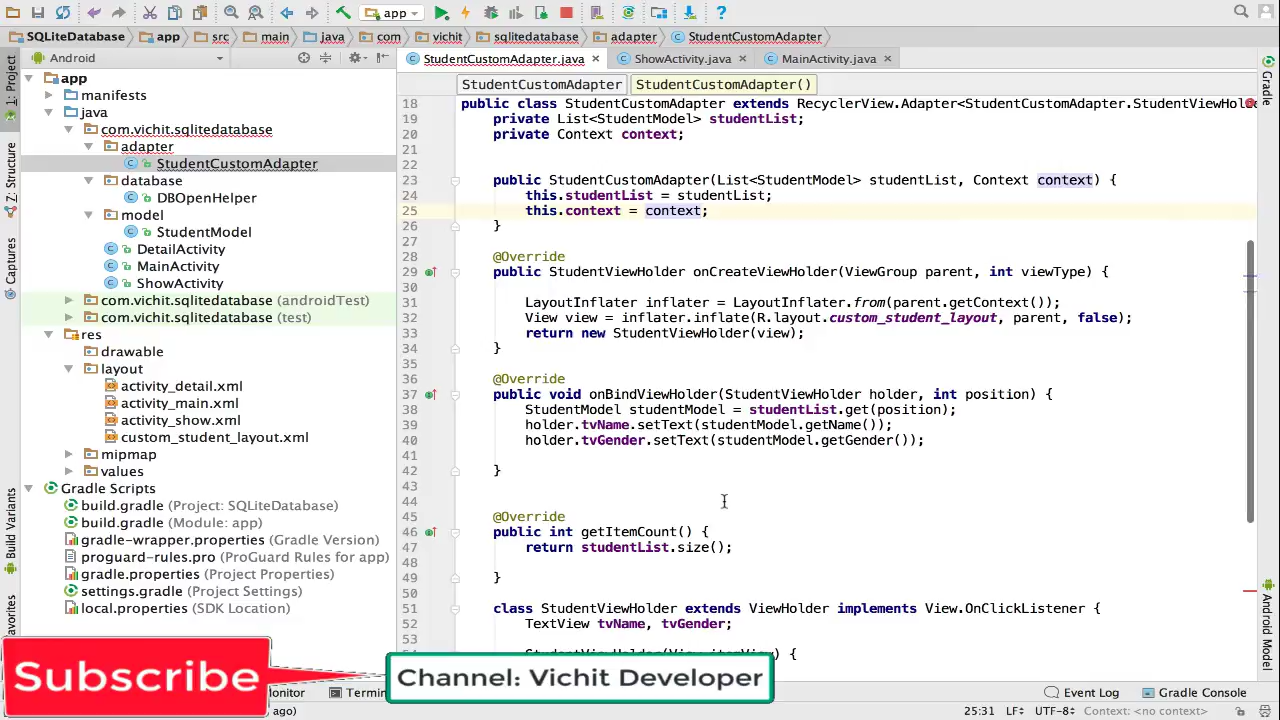 app
SQLiteDatabase app src main java com vichit sqlitedatabase adapter StudentCustomAdapter
Android
StudentCustomAdapter.java ShowActivity.java MainActivity.java
StudentCustomAdapter StudentCustomAdapter()
1: Project
Z: Structure
Captures
Build Variants
app
manifests
java
com.vichit.sqlitedatabase
adapter
StudentCustomAdapter
database
DBOpenHelper
model
StudentModel
DetailActivity
MainActivity
ShowActivity
com.vichit.sqlitedatabase (androidTest)
com.vichit.sqlitedatabase (test)
res
drawable
layout
activity_detail.xml
activity_main.xml
activity_show.xml
custom_student_layout.xml
mipmap
values
Gradle Scripts
build.gradle (Project: SQLiteDatabase)
build.gradle (Module: app)
gradle-wrapper.properties (Gradle Version)
proguard-rules.pro (ProGuard Rules for app)
gradle.properties (Project Properties)
settings.gradle (Project Settings)
local.properties (SDK Location)
18 public class StudentCustomAdapter extends RecyclerView.Adapter<StudentCustomAdapter.StudentViewHol
19 private List<StudentModel> studentList;
20 private Context context;
21
22
23 public StudentCustomAdapter(List<StudentModel> studentList, Context context) {
24 this.studentList = studentList;
25 this.context = context;
26 }
27
28 @Override
29 public StudentViewHolder onCreateViewHolder(ViewGroup parent, int viewType) {
30
31 LayoutInflater inflater = LayoutInflater.from(parent.getContext());
32 View view = inflater.inflate(R.layout.custom_student_layout, parent, false);
33 return new StudentViewHolder(view);
34 }
35
36 @Override
37 public void onBindViewHolder(StudentViewHolder holder, int position) {
38 StudentModel studentModel = studentList.get(position);
39 holder.tvName.setText(studentModel.getName());
40 holder.tvGender.setText(studentModel.getGender());
41
42 }
43
44
45 @Override
46 public int getItemCount() {
47 return studentList.size();
48
49 }
50
51 class StudentViewHolder extends ViewHolder implements View.OnClickListener {
52 TextView tvName, tvGender;
53
Gradle
Android Model
Subscribe
Channel: Vichit Developer
Event Log Gradle Console
ago) 25:31 LF÷ UTF-8÷ Context: <no context>